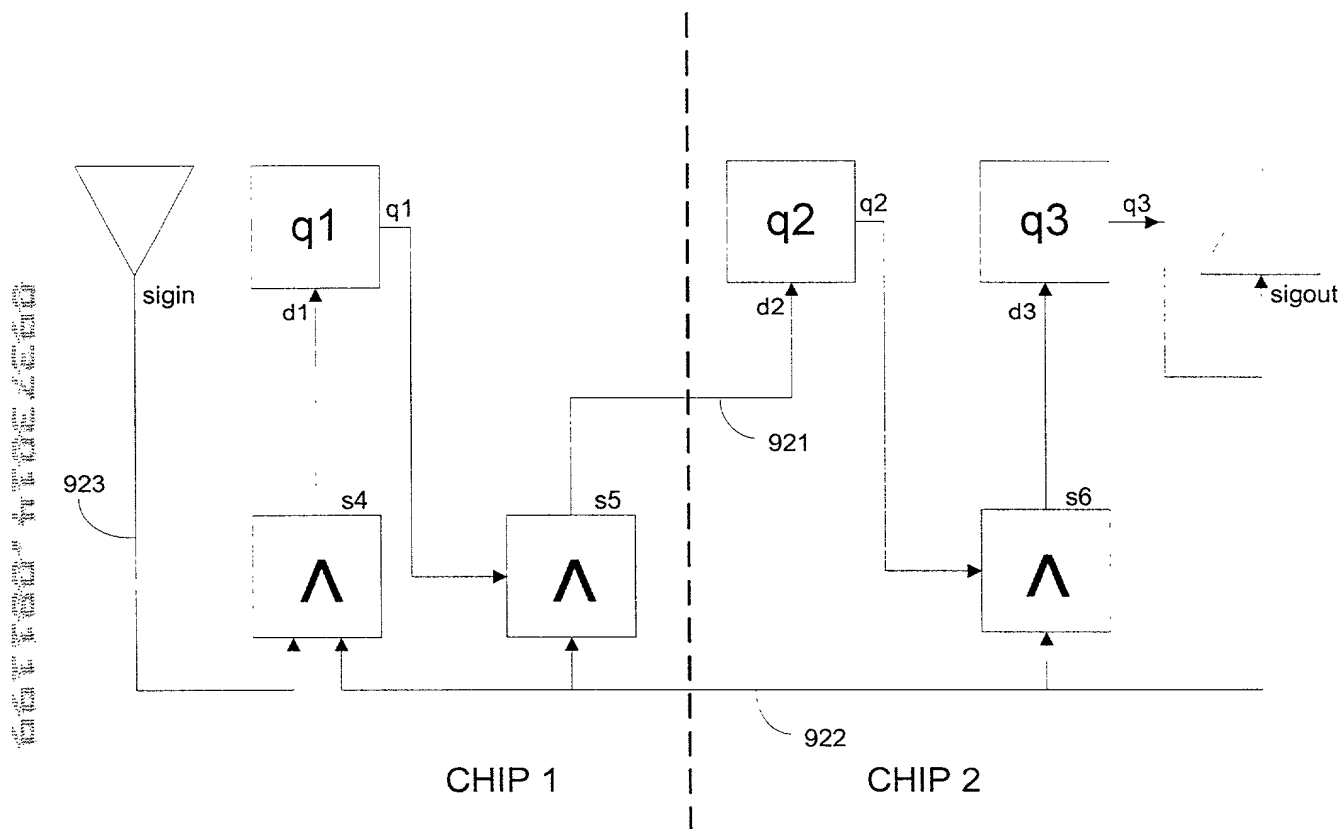 q1
q1
sigin
d1
q2
q2
d2
q3
q3
d3
sigout
921
923
s4
s5
s6
Λ
Λ
Λ
922
CHIP 1
CHIP 2